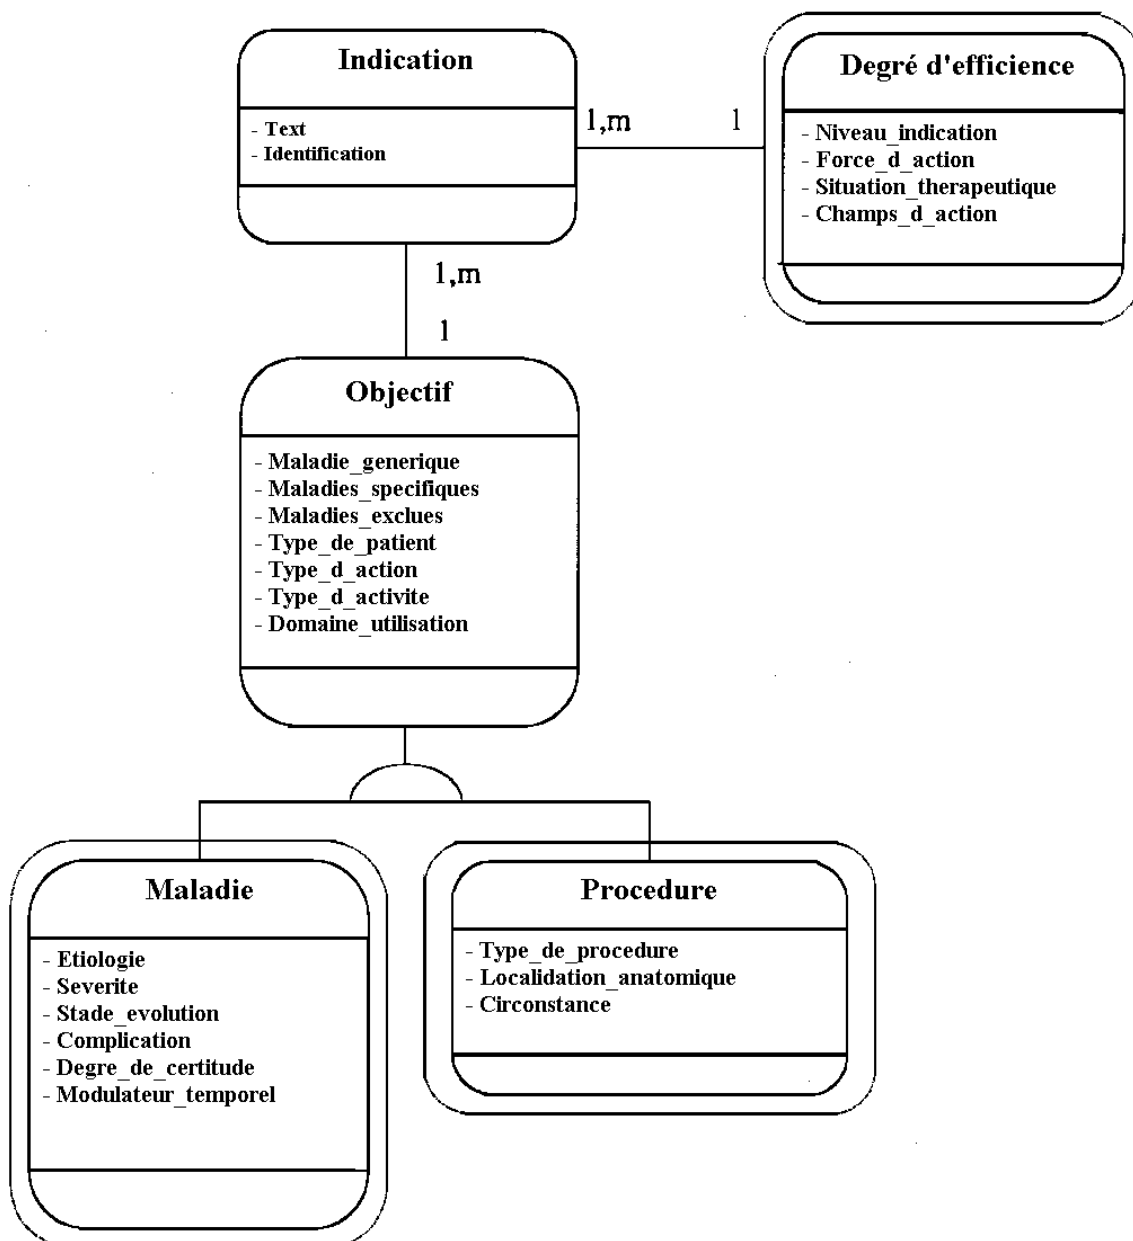 Indication
- Text
- Identification
1,m 1
Degré d'efficience
- Niveau_indication
- Force_d_action
- Situation_therapeutique
- Champs_d_action
1,m
1
Objectif
- Maladie_generique
- Maladies_specifiques
- Maladies_exclues
- Type_de_patient
- Type_d_action
- Type_d_activite
- Domaine_utilisation
Maladie
- Etiologie
- Severite
- Stade_evolution
- Complication
- Degre_de_certitude
- Modulateur_temporel
Procedure
- Type_de_procedure
- Localidation_anatomique
- Circonstance